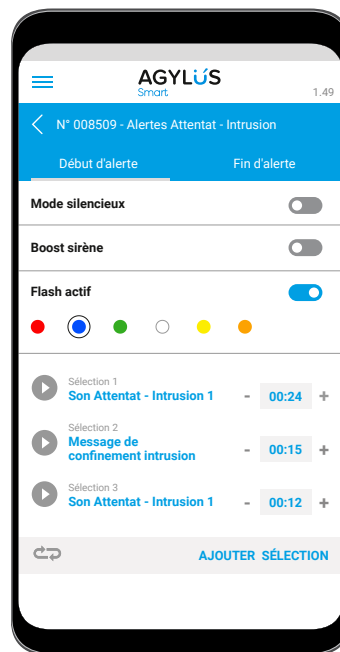 AGYLÚS
Smart
1.49
N° 008509 - Alertes Attentat - Intrusion
Début d'alerte Fin d'alerte
Mode silencieux
Boost sirène
Flash actif
Sélection 1
Son Attentat - Intrusion 1 - 00:24 +
Sélection 2
Message de
confinement intrusion - 00:15 +
Sélection 3
Son Attentat - Intrusion 1 - 00:12 +
AJOUTER SÉLECTION